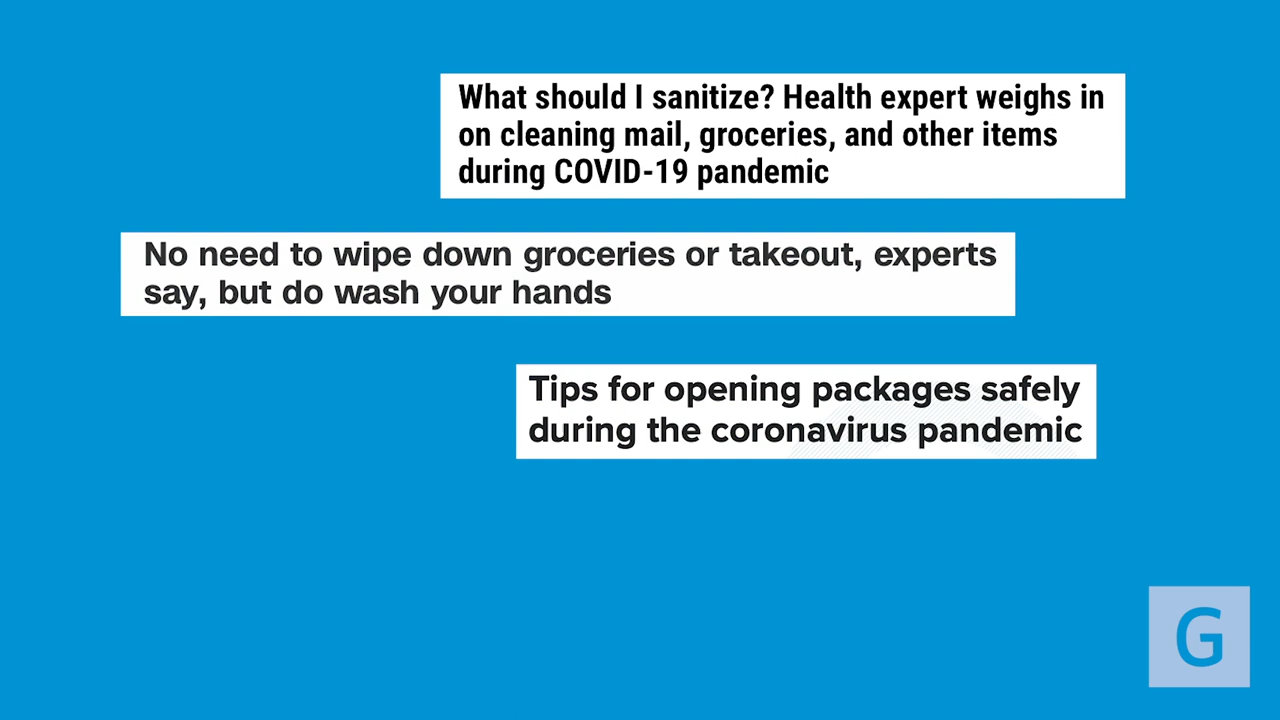 What should I sanitize? Health expert weighs in
on cleaning mail, groceries, and other items
during COVID-19 pandemic
No need to wipe down groceries or takeout, experts
say, but do wash your hands
Tips for opening packages safely
during the coronavirus pandemic
G